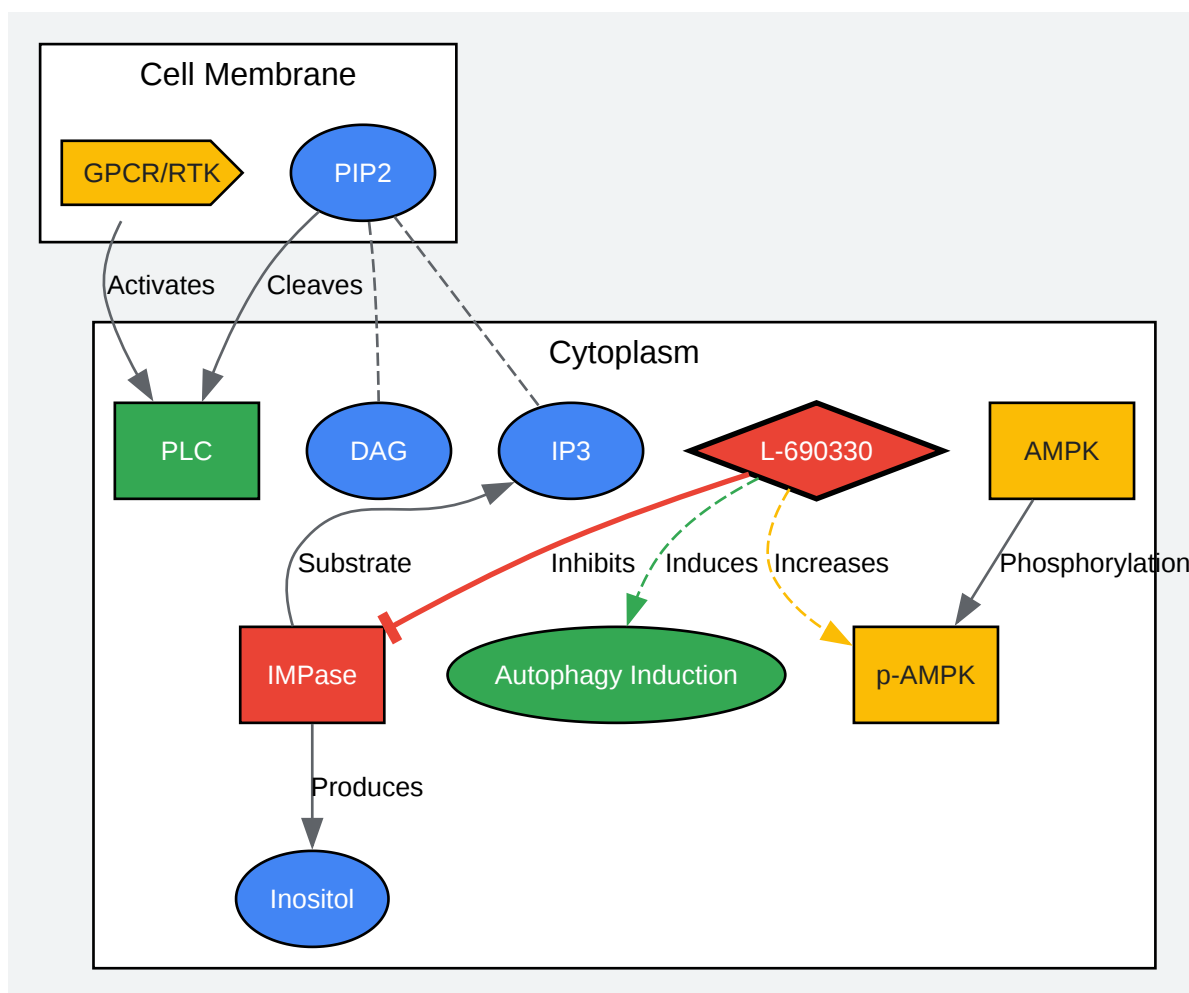 Cell Membrane
GPCR/RTK
PIP2
Activates
Cleaves
Cytoplasm
PLC
DAG
IP3
L-690330
AMPK
Substrate
Inhibits
Induces
Increases
Phosphorylation
IMPase
Autophagy Induction
p-AMPK
Produces
Inositol